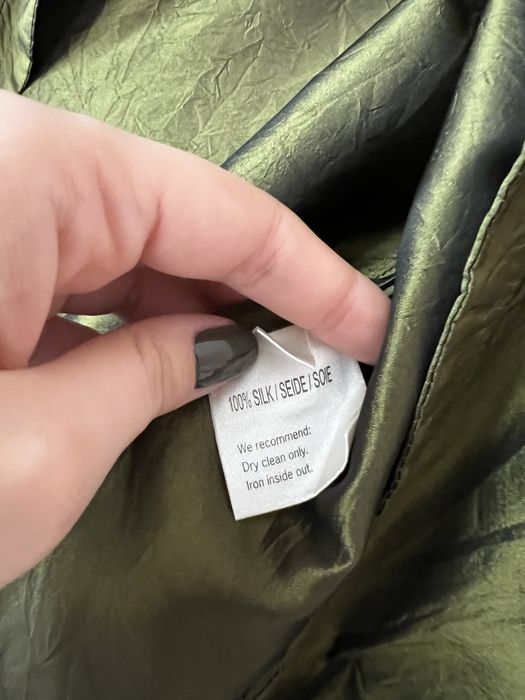 100% SILK / SEIDE / SOIE
We recommend:
Dry clean only.
Iron inside out.